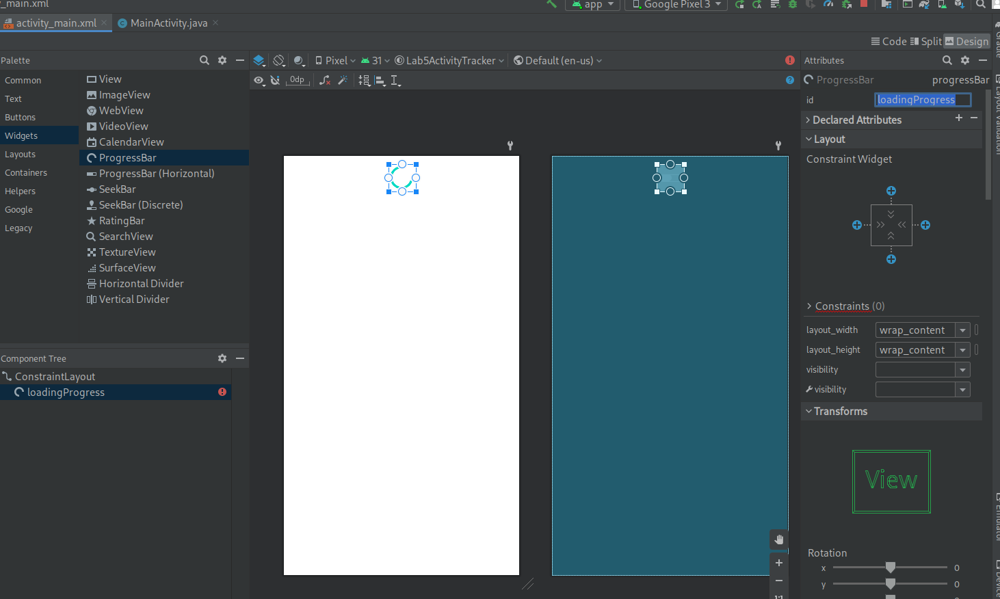 _main.xml
app
Google Pixel 3
activity_main.xml
MainActivity.java
Code
Split
Design
Palette
Common
Text
Buttons
Widgets
Layouts
Containers
Helpers
Google
Legacy
View
ImageView
WebView
VideoView
CalendarView
ProgressBar
ProgressBar (Horizontal)
SeekBar
SeekBar (Discrete)
RatingBar
SearchView
TextureView
SurfaceView
Horizontal Divider
Vertical Divider
Component Tree
ConstraintLayout
loadingProgress
Pixel
31
Lab5ActivityTracker
Default (en-us)
0dp
Attributes
ProgressBar
progressBar
id
loadingProgress
Declared Attributes
Layout
Constraint Widget
Constraints (0)
layout_width
wrap_content
layout_height
wrap_content
visibility
visibility
Transforms
View
Rotation
x
0
y
0
Gradle
Layout Validation
Emulator